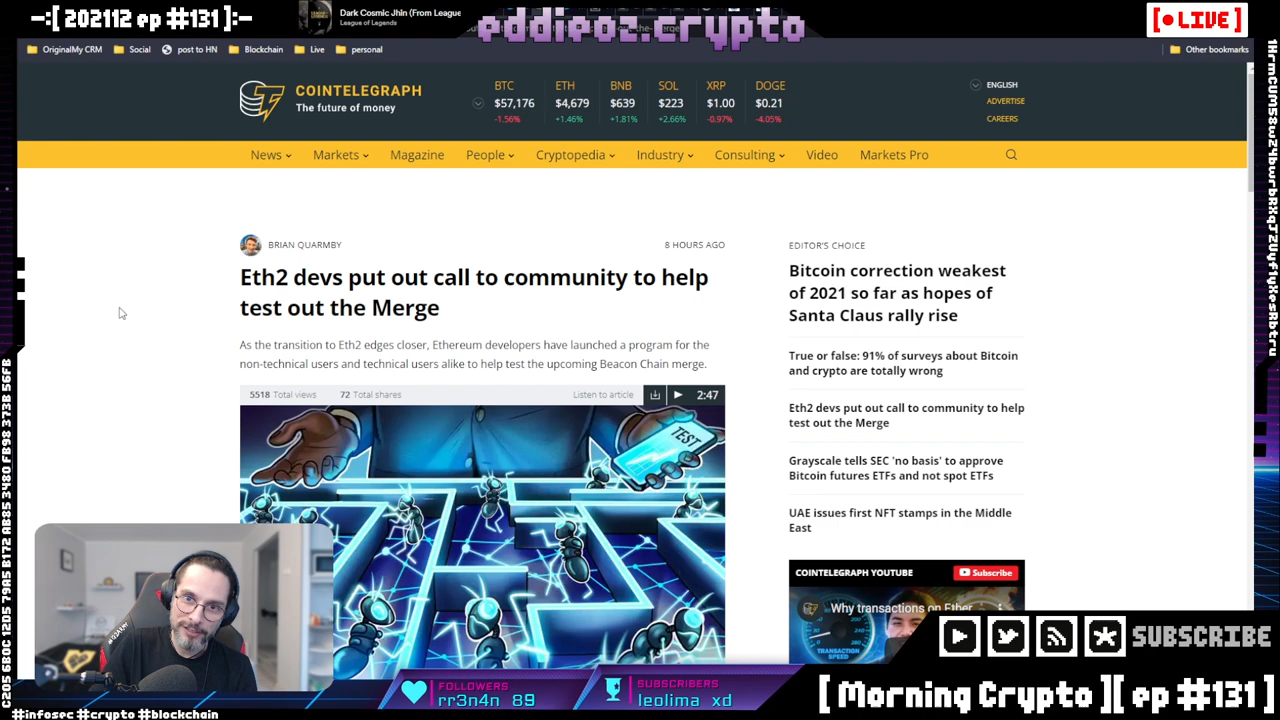 -:[ 202112 ep #131 ]:-
Dark Cosmic Jhin (From League
League of Legends
eddieoz.crypto
[ • LIVE ]
OriginalMy CRM
Social
post to HN
Blockchain
Live
personal
Other bookmarks
COINTELEGRAPH
The future of money
BTC ETH BNB SOL XRP DOGE
$57,176 $4,679 $639 $223 $1.00 $0.21
-1.56% +1.46% +1.81% +2.66% -0.97% -4.05%
ENGLISH
ADVERTISE
CAREERS
News Markets Magazine People Cryptopedia Industry Consulting Video Markets Pro
BRIAN QUARMBY
8 HOURS AGO
Eth2 devs put out call to community to help
test out the Merge
As the transition to Eth2 edges closer, Ethereum developers have launched a program for the
non-technical users and technical users alike to help test the upcoming Beacon Chain merge.
5518 Total views 72 Total shares Listen to article 2:47
TEST
EDITOR'S CHOICE
Bitcoin correction weakest
of 2021 so far as hopes of
Santa Claus rally rise
True or false: 91% of surveys about Bitcoin
and crypto are totally wrong
Eth2 devs put out call to community to help
test out the Merge
Grayscale tells SEC 'no basis' to approve
Bitcoin futures ETFs and not spot ETFs
UAE issues first NFT stamps in the Middle
East
COINTELEGRAPH YOUTUBE
Subscribe
Why transactions on Ether
TRANSACTION
SPEED
SUBSCRIBE
FOLLOWERS
rr3n4n_89
SUBSCRIBERS
leolima_xd
[ Morning Crypto ][ ep #131 ]
#infosec #crypto #blockchain